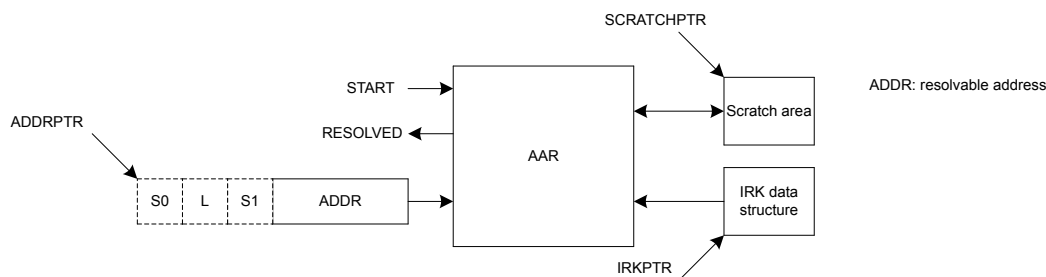 SCRATCHPTR
START
ADDR: resolvable address
Scratch area
ADDRPTR
RESOLVED
AAR
S0 L S1 ADDR
IRK data
structure
IRKPTR